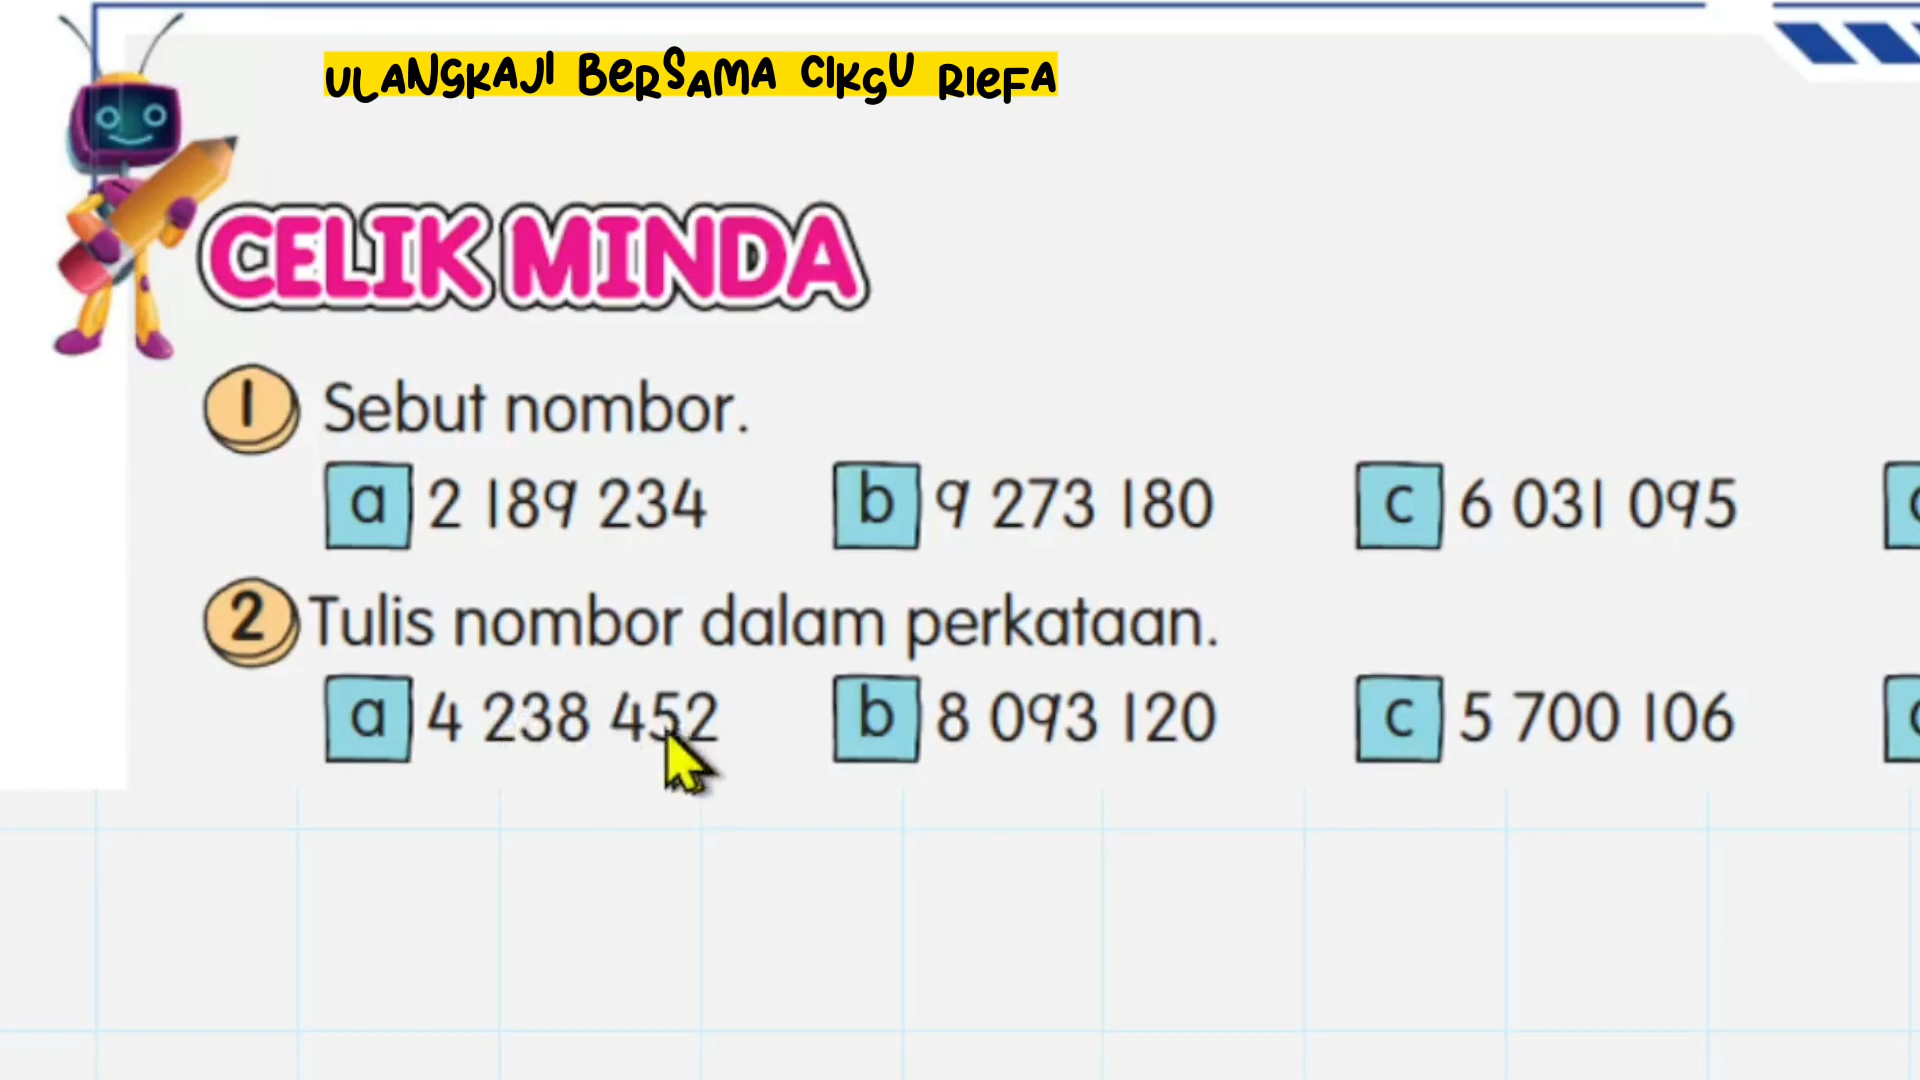 ULANGKAJI BERSAMA CIKGU RIEFA
CELIK MINDA
1 Sebut nombor.
a 2 189 234 b 9 273 180 c 6 031 095
2 Tulis nombor dalam perkataan.
a 4 238 452 b 8 093 120 c 5 700 106